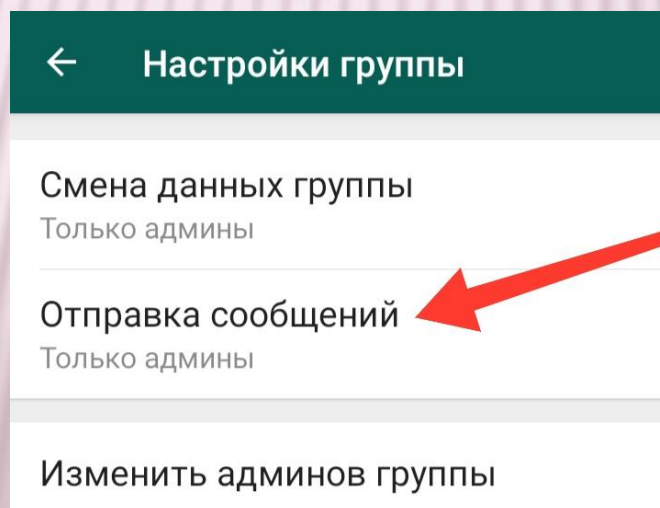 Настройки группы
Смена данных группы
Только админы
Отправка сообщений
Только админы
Изменить админов группы